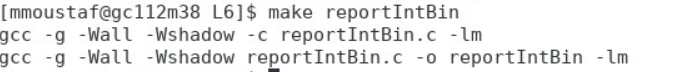 [mmoustaf@gc112m38 L6]$ make reportIntBin
gcc -g -Wall -Wshadow -c reportIntBin.c -lm
gcc -g -Wall -Wshadow reportIntBin.c -o reportIntBin -lm